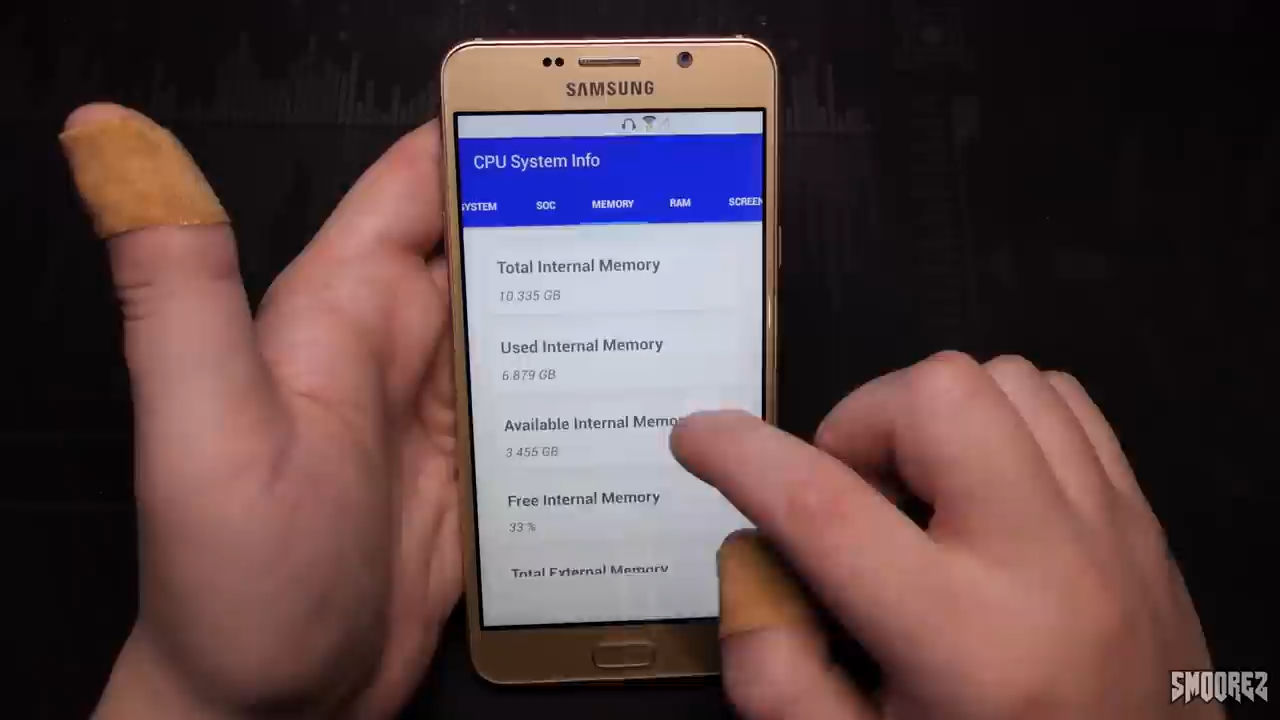 SAMSUNG
CPU System Info
SYSTEM SOC MEMORY RAM SCREEN
Total Internal Memory
10.335 GB
Used Internal Memory
6.879 GB
Available Internal Memo
3.455 GB
Free Internal Memory
33 %
Total External Memory
SMOOREZ